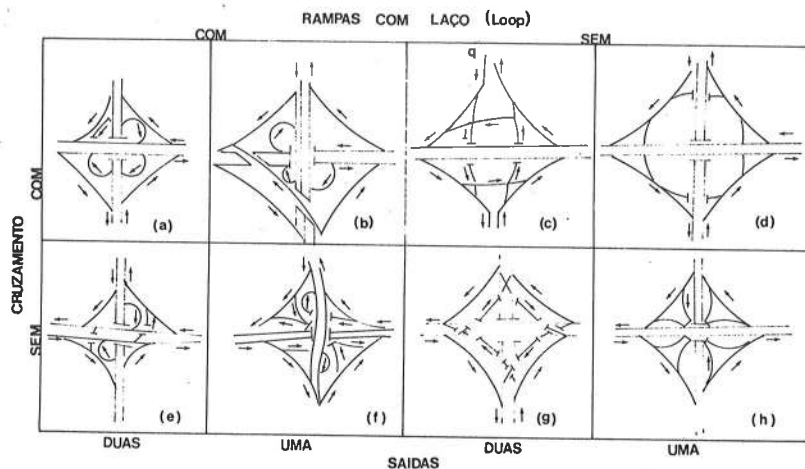 RAMPAS COM LAÇO (Loop)
COM SEM
q
CRUZAMENTO
COM
(a) (b) (c) (d)
SEM
(e) (f) (g) (h)
DUAS UMA DUAS UMA
SAIDAS